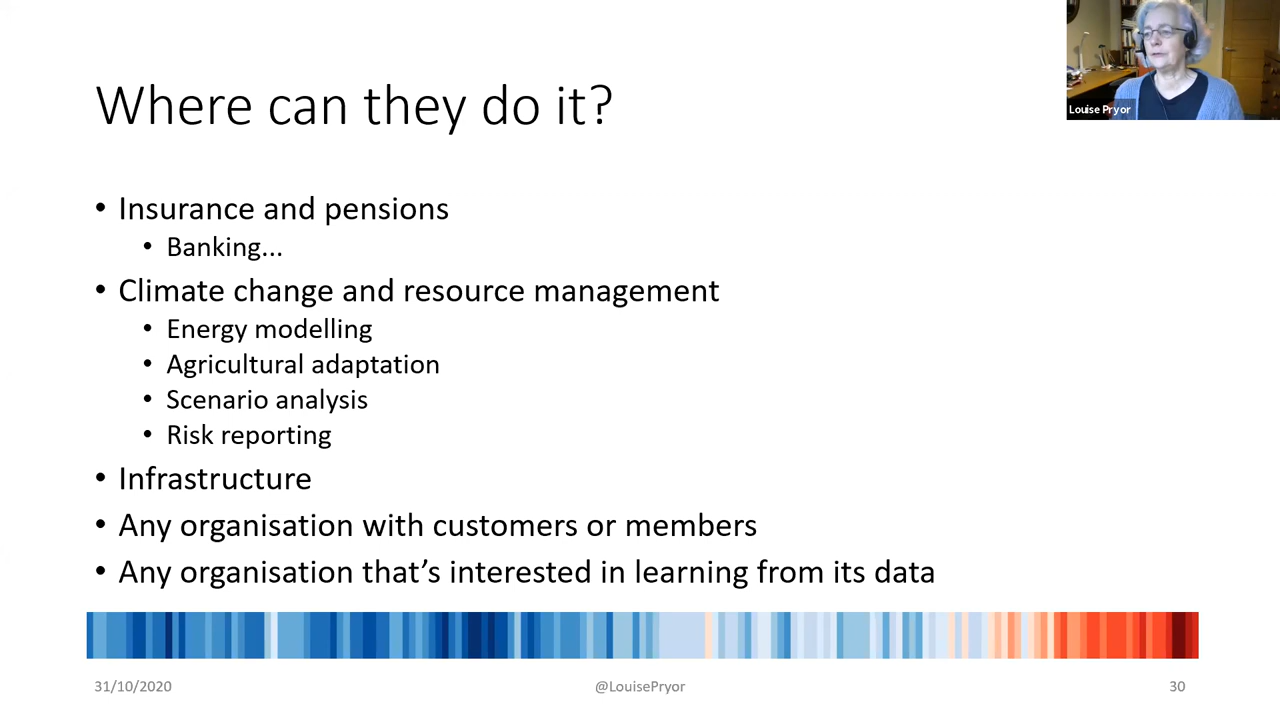 Where can they do it?
Louise Pryor
• Insurance and pensions
• Banking...
• Climate change and resource management
• Energy modelling
• Agricultural adaptation
• Scenario analysis
• Risk reporting
• Infrastructure
• Any organisation with customers or members
• Any organisation that’s interested in learning from its data
31/10/2020
@LouisePryor
30